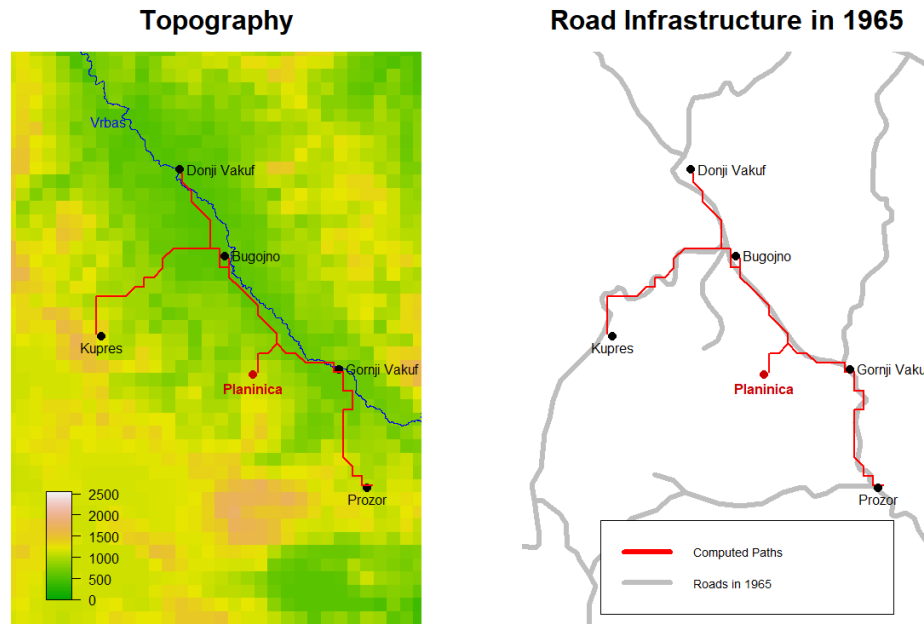 Topography
Vrbas
Donji Vakuf
Bugojno
Kupres
Gornji Vakuf
Planinica
Prozor
2500
2000
1500
1000
500
0
Road Infrastructure in 1965
Donji Vakuf
Bugojno
Kupres
Gornji Vaku
Planinica
Prozor
Computed Paths
Roads in 1965